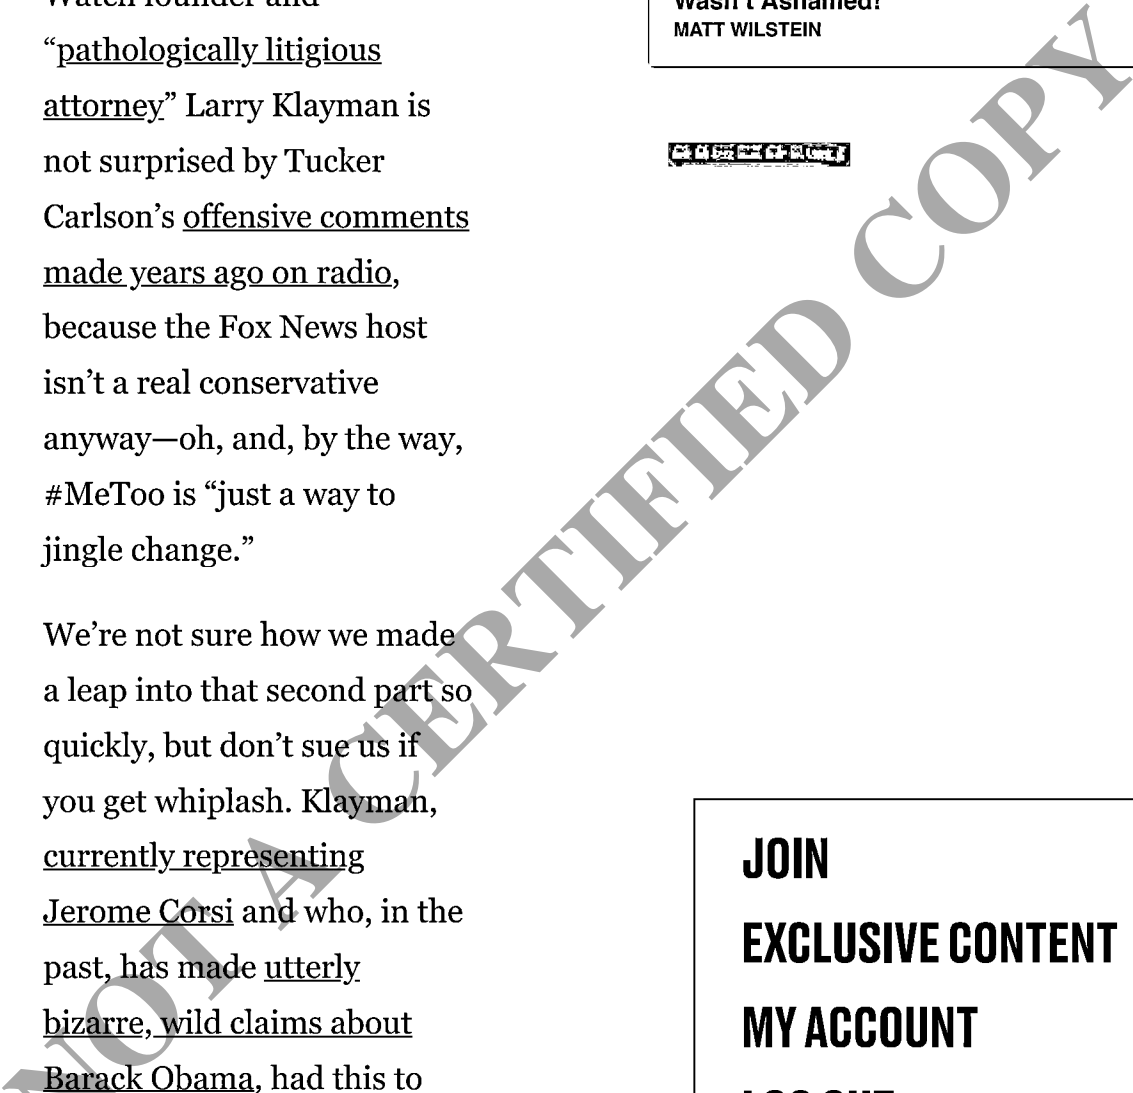 Watch founder and
“pathologically litigious
attorney” Larry Klayman is
not surprised by Tucker
Carlson’s offensive comments
made years ago on radio,
because the Fox News host
isn’t a real conservative
anyway—oh, and, by the way,
#MeToo is “just a way to
jingle change.”
We’re not sure how we made
a leap into that second part so
quickly, but don’t sue us if
you get whiplash. Klayman,
currently representing
Jerome Corsi and who, in the
past, has made utterly
bizarre, wild claims about
Barack Obama, had this to
Wasn't Ashamed?
MATT WILSTEIN
JOIN
EXCLUSIVE CONTENT
MY ACCOUNT
LOG OUT
NOT A CERTIFIED COPY